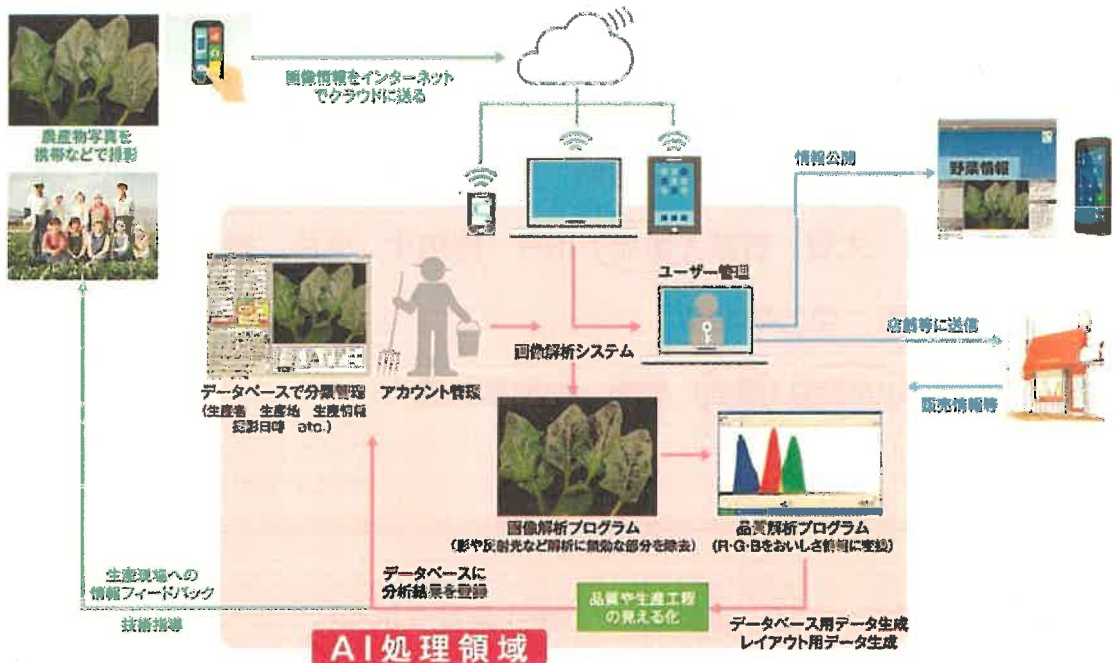 画像情報をインターネット
でクラウドに送る
農産物写真を
携帯などで撮影
情報公開
野菜情報
ユーザー管理
店舗等に送信
画像解析システム
販売情報等
データベースで分類管理
(生産者　生産地　生産情報
撮影日時　etc.)
アカウント管理
画像解析プログラム
(影や反射光など解析に無効な部分を除去)
品質解析プログラム
(R・G・Bをおいしさ情報に変換)
生産現場への
情報フィードバック
技術指導
データベースに
分析結果を登録
品質や生産工程
の見える化
データベース用データ生成
レイアウト用データ生成
AI処理領域